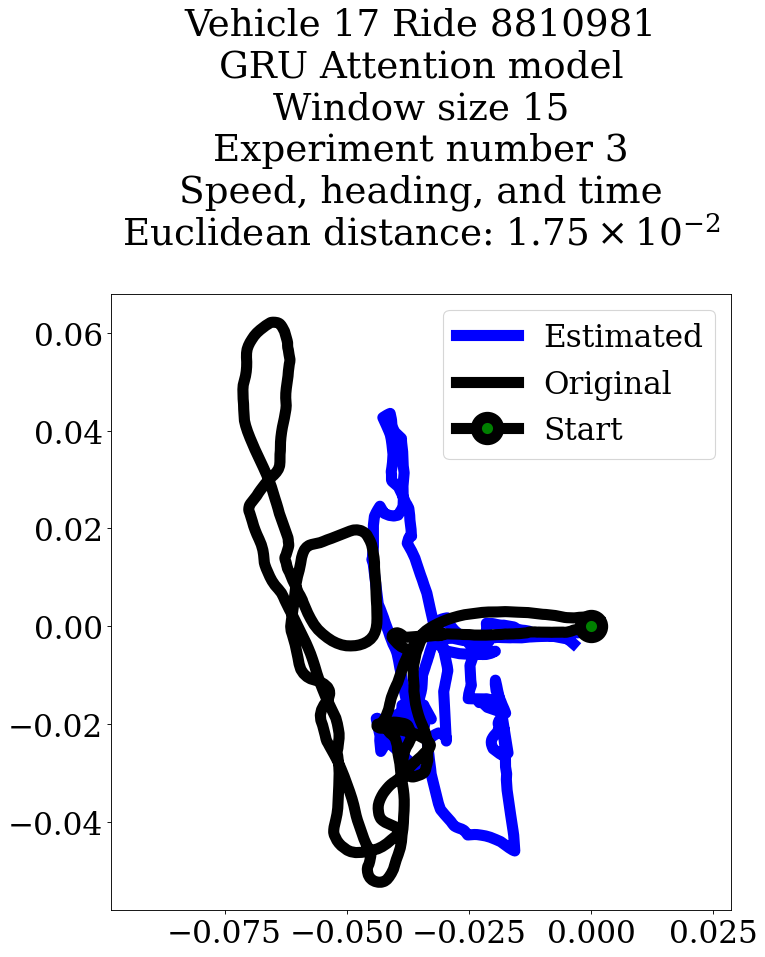 Vehicle 17 Ride 8810981
GRU Attention model
Window size 15
Experiment number 3
Speed, heading, and time
Euclidean distance: 1.75 × 10⁻²
Estimated
Original
Start
0.06
0.04
0.02
0.00
−0.02
−0.04
−0.075 −0.050 −0.025 0.000 0.025